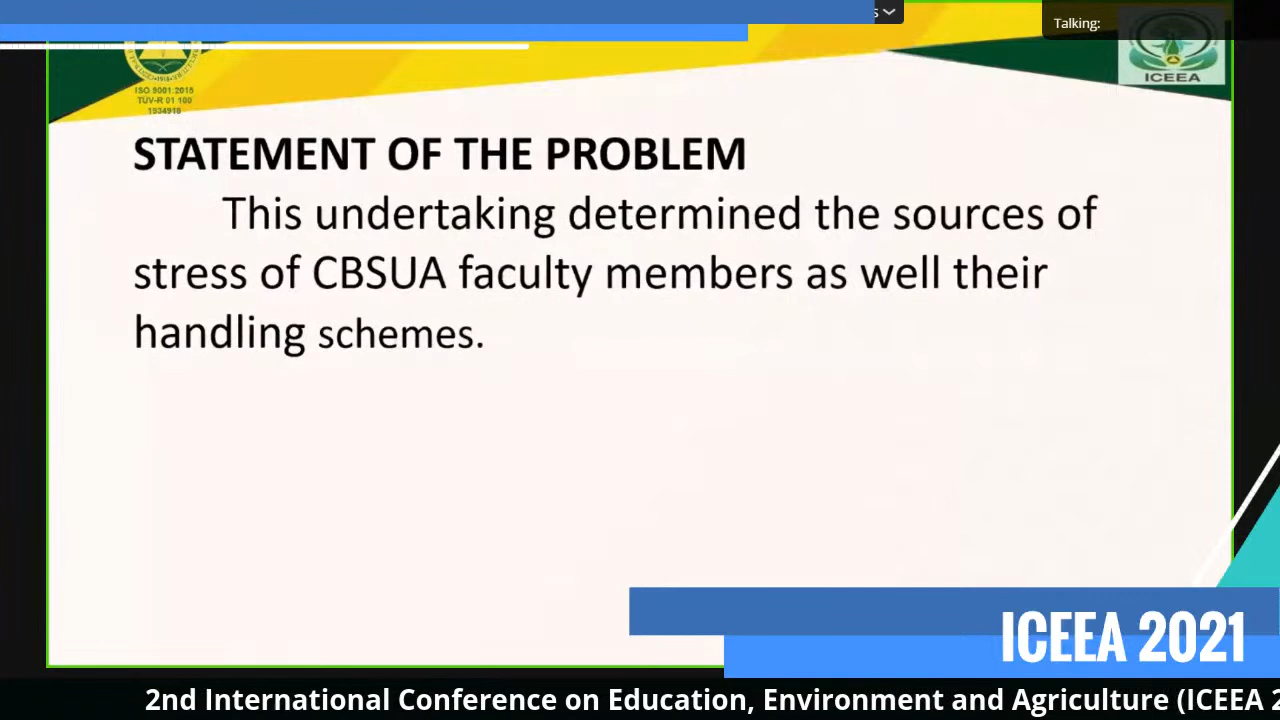 Talking:
ICEEA
ISO 9001:2015
TÜV-R 01 100
1934918
STATEMENT OF THE PROBLEM
This undertaking determined the sources of
stress of CBSUA faculty members as well their
handling schemes.
ICEEA 2021
2nd International Conference on Education, Environment and Agriculture (ICEEA 2